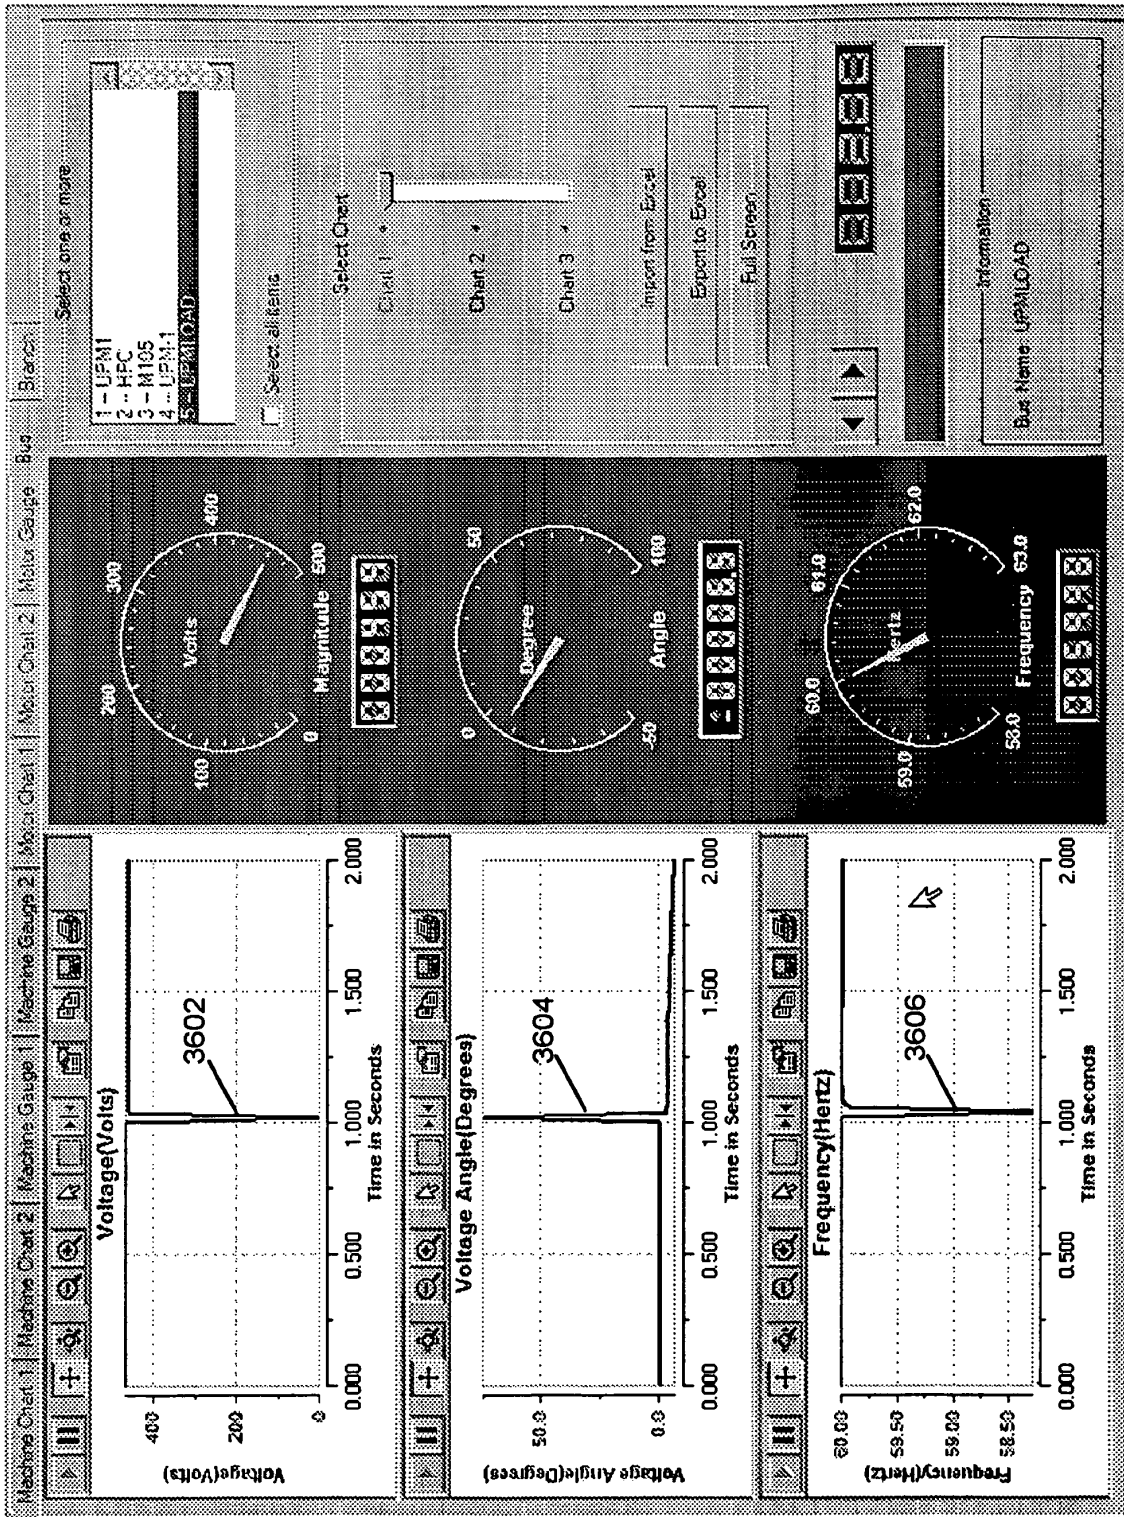 Machine Chart 1 | Machine Chart 2 | Machine Gauge 1 | Machine Gauge 2 | Motor Chart 1 | Motor Chart 2 | Motor Gauge Bus Branch
Voltage(Volts)
Voltage(Volts)
400
200
0
3602
0.000 0.500 1.000 1.500 2.000
Time in Seconds
Voltage Angle(Degrees)
Voltage Angle(Degrees)
50.0
0.0
3604
0.000 0.500 1.000 1.500 2.000
Time in Seconds
Frequency(Hertz)
Frequency(Hertz)
60.00
59.50
59.00
58.50
3606
0.000 0.500 1.000 1.500 2.000
Time in Seconds
0 100 200 300 400 500
Volts
Magnitude
-50 0 50 100
Degree
Angle
58.0 59.0 60.0 61.0 62.0 63.0
Hertz
Frequency
Select one or more
1 -- UPM1
2 -- HPC
3 -- M105
4 -- UPM-1
5 -- UPMLOAD
Select all items
Select Chart
Chart 1
Chart 2
Chart 3
Import from Excel
Export to Excel
Full Screen
Information
Bus Name UPMLOAD